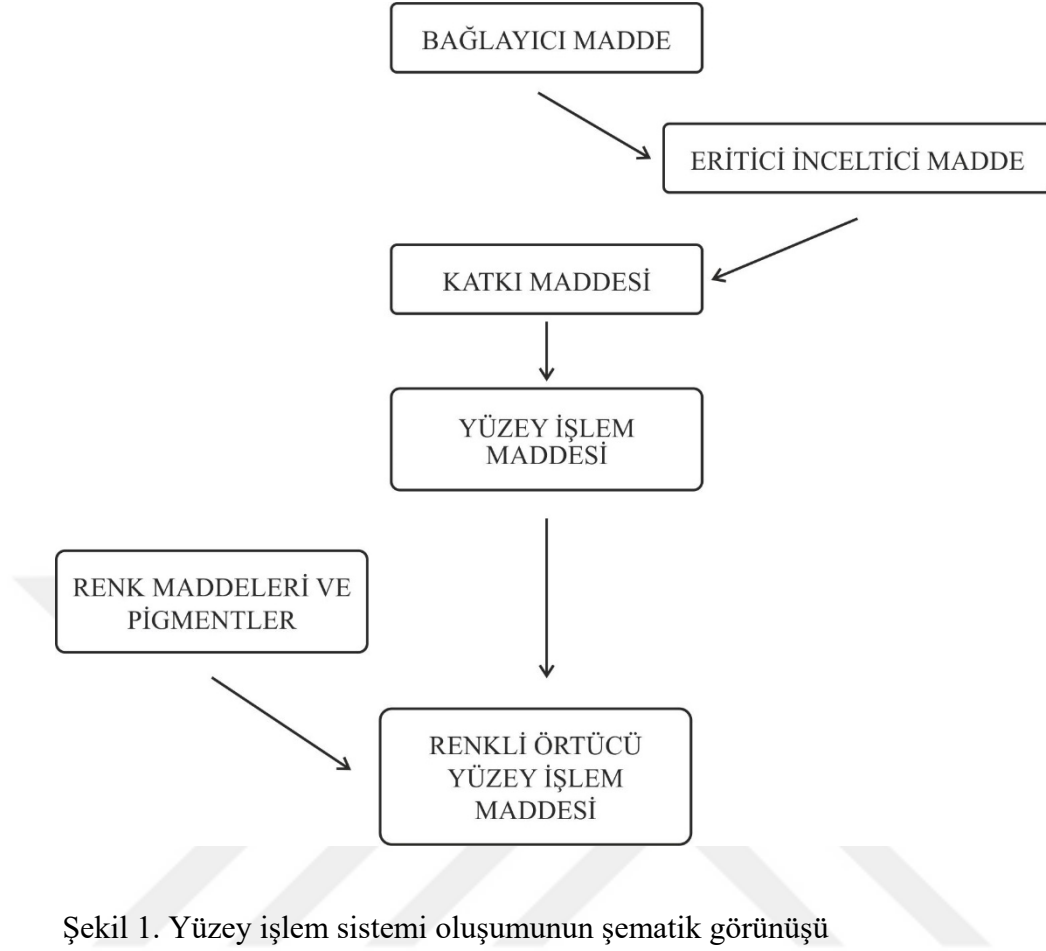 BAĞLAYICI MADDE
ERİTİCİ İNCELTİCİ MADDE
KATKI MADDESİ
YÜZEY İŞLEM
MADDESİ
RENK MADDELERİ VE
PİGMENTLER
RENKLİ ÖRTÜCÜ
YÜZEY İŞLEM
MADDESİ
Şekil 1. Yüzey işlem sistemi oluşumunun şematik görünüşü